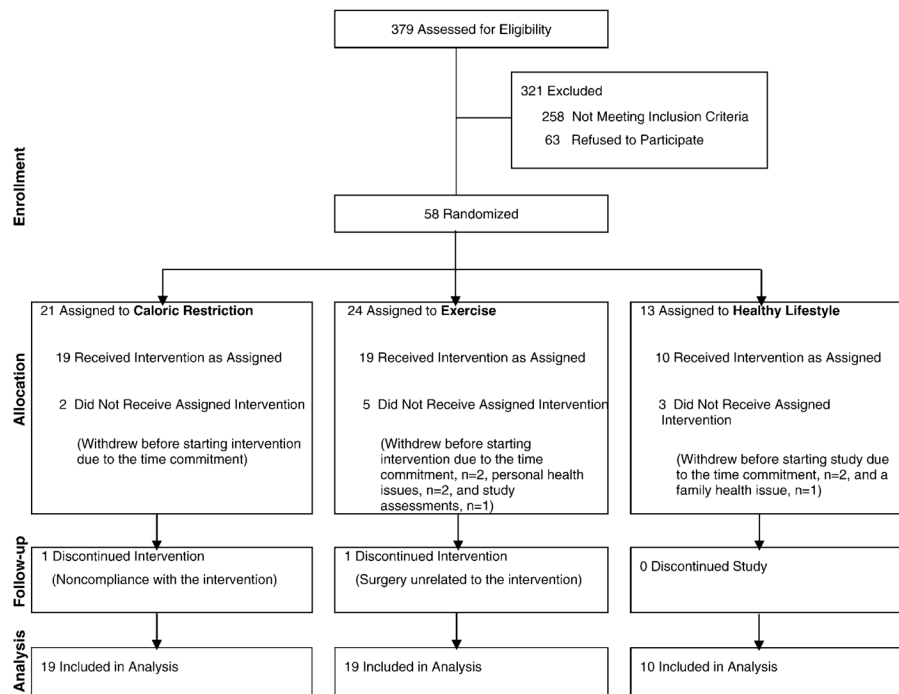 379 Assessed for Eligibility
321 Excluded
258 Not Meeting Inclusion Criteria
63 Refused to Participate
Enrollment
58 Randomized
21 Assigned to Caloric Restriction
19 Received Intervention as Assigned
2 Did Not Receive Assigned Intervention
(Withdrew before starting intervention
due to the time commitment)
24 Assigned to Exercise
19 Received Intervention as Assigned
5 Did Not Receive Assigned Intervention
(Withdrew before starting
intervention due to the time
commitment, n=2, personal health
issues, n=2, and study
assessments, n=1)
13 Assigned to Healthy Lifestyle
10 Received Intervention as Assigned
3 Did Not Receive Assigned
Intervention
(Withdrew before starting study due
to the time commitment, n=2, and a
family health issue, n=1)
Allocation
1 Discontinued Intervention
(Noncompliance with the intervention)
1 Discontinued Intervention
(Surgery unrelated to the intervention)
0 Discontinued Study
Follow-up
19 Included in Analysis
19 Included in Analysis
10 Included in Analysis
Analysis